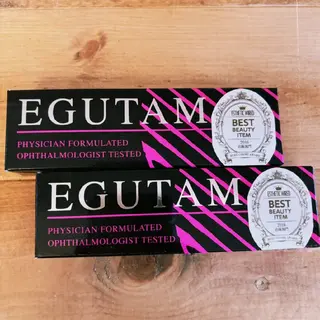 EGUTAM
PHYSICIAN FORMULATED
OPHTHALMOLOGIST TESTED
BEST
BEAUTY
ITEM
EGUTAM
PHYSICIAN FORMULATED
OPHTHALMOLOGIST TESTED
BEST
BEAUTY
ITEM